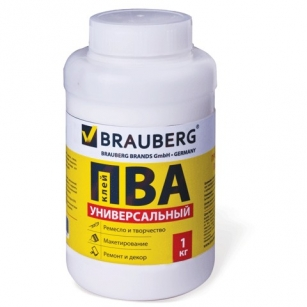 BRAUBERG®
BRAUBERG BRANDS GmbH • GERMANY
клей
ПВА
УНИВЕРСАЛЬНЫЙ
Ремесло и творчество
Макетирование
Ремонт и декор
1
КГ